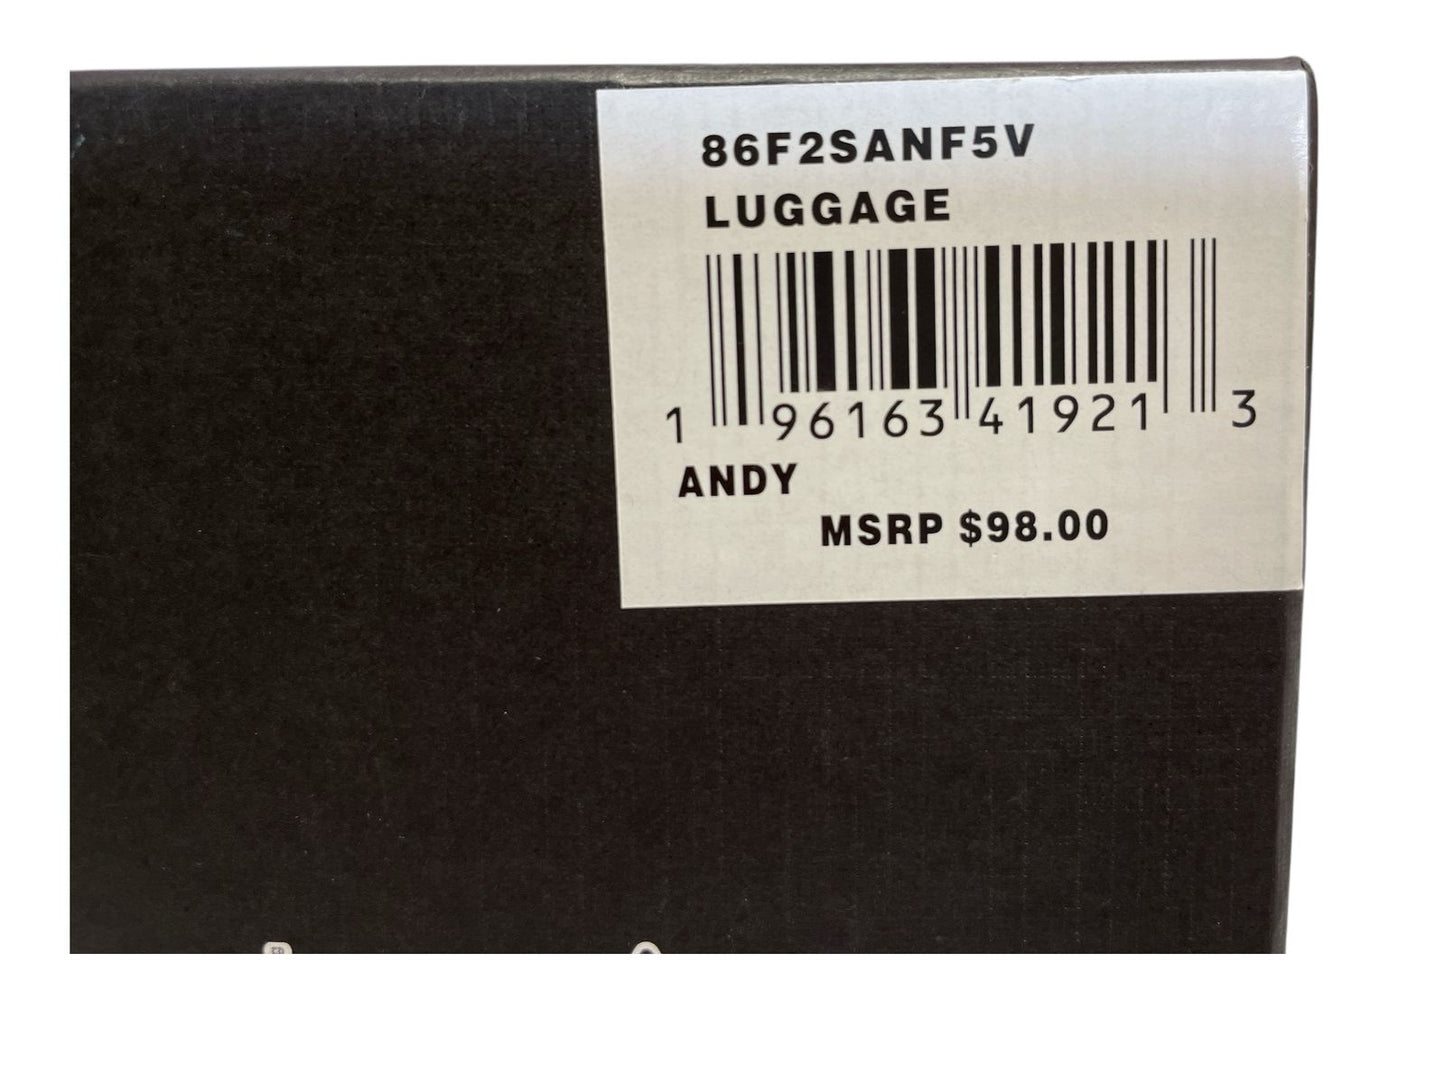 86F2SANF5V
LUGGAGE
1 96163 41921 3
ANDY
MSRP $98.00